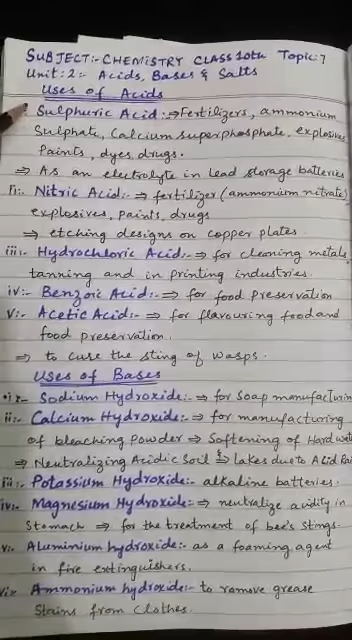 SUBJECT:- CHEMISTRY CLASS 10th Topic: 7
Unit: 2:- Acids, Bases & Salts
Uses of Acids
Sulphuric Acid:⇒ Fertilizers, ammonium
Sulphate, Calcium superphosphate, explosives
Paints, dyes, drugs.
⇒ As an electrolyte in lead storage batteries
ii:- Nitric Acid:- ⇒ fertilizer (ammonium nitrate)
explosives, paints, drugs
⇒ etching designs on copper plates.
iii:- Hydrochloric Acid:- ⇒ for cleaning metals,
tanning and in printing industries.
iv:- Benzoic Acid:- ⇒ for food preservation
v:- Acetic Acid:- ⇒ for flavouring food and
food preservation.
⇒ to cure the sting of wasps.
Uses of Bases
i:- Sodium Hydroxide:- ⇒ for soap manufacturin
ii:- Calcium Hydroxide:- ⇒ for manufacturing
of bleaching powder ⇒ Softening of Hard wate
⇒ Neutralizing Acidic Soil & lakes due to Acid Rai
iii:- Potassium Hydroxide:- alkaline batteries.
iv:- Magnesium Hydroxide:- ⇒ neutralize acidity in
Stomach ⇒ for the treatment of bee's stings.
v:- Aluminium hydroxide:- as a foaming agent
in fire extinguishers.
vi:- Ammonium hydroxide:- to remove grease
Stains from clothes.